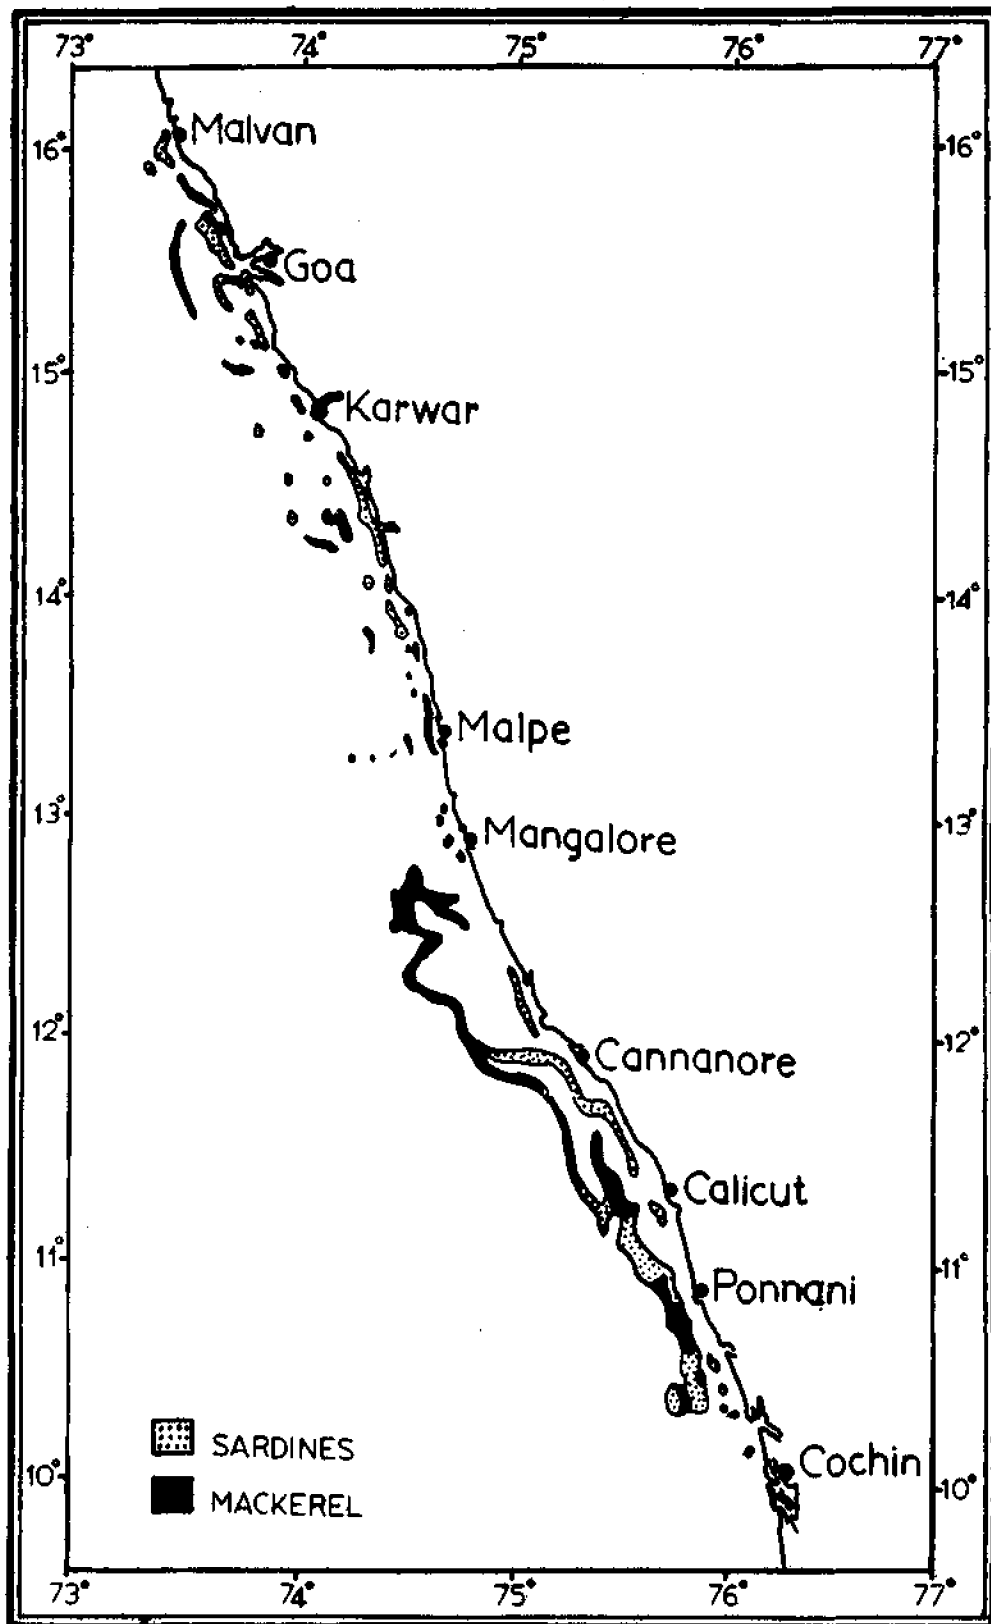 73° 74° 75° 76° 77°
Malvan
16° 16°
Goa
15° 15°
Karwar
14° 14°
Malpe
13° 13°
Mangalore
12° 12°
Cannanore
Calicut
11° 11°
Ponnani
SARDINES
Cochin
10° 10°
MACKEREL
73° 74° 75° 76° 77°